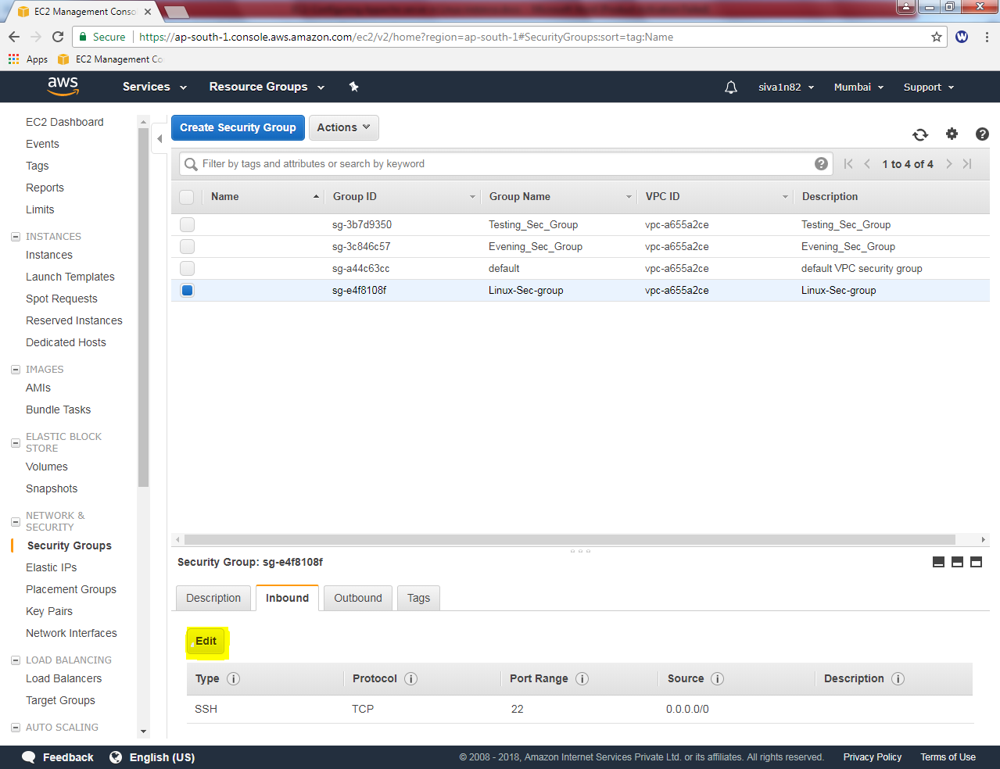 EC2 Management Conso
Secure https://ap-south-1.console.aws.amazon.com/ec2/v2/home?region=ap-south-1#SecurityGroups:sort=tag:Name
Apps EC2 Management Co
aws Services Resource Groups siva1n82 Mumbai Support
EC2 Dashboard
Events
Tags
Reports
Limits
INSTANCES
Instances
Launch Templates
Spot Requests
Reserved Instances
Dedicated Hosts
IMAGES
AMIs
Bundle Tasks
ELASTIC BLOCK
STORE
Volumes
Snapshots
NETWORK &
SECURITY
Security Groups
Elastic IPs
Placement Groups
Key Pairs
Network Interfaces
LOAD BALANCING
Load Balancers
Target Groups
AUTO SCALING
Create Security Group Actions
Filter by tags and attributes or search by keyword 1 to 4 of 4
Name Group ID Group Name VPC ID Description
sg-3b7d9350 Testing_Sec_Group vpc-a655a2ce Testing_Sec_Group
sg-3c846c57 Evening_Sec_Group vpc-a655a2ce Evening_Sec_Group
sg-a44c63cc default vpc-a655a2ce default VPC security group
sg-e4f8108f Linux-Sec-group vpc-a655a2ce Linux-Sec-group
Security Group: sg-e4f8108f
Description Inbound Outbound Tags
Edit
Type Protocol Port Range Source Description
SSH TCP 22 0.0.0.0/0
Feedback English (US) © 2008 - 2018, Amazon Internet Services Private Ltd. or its affiliates. All rights reserved. Privacy Policy Terms of Use